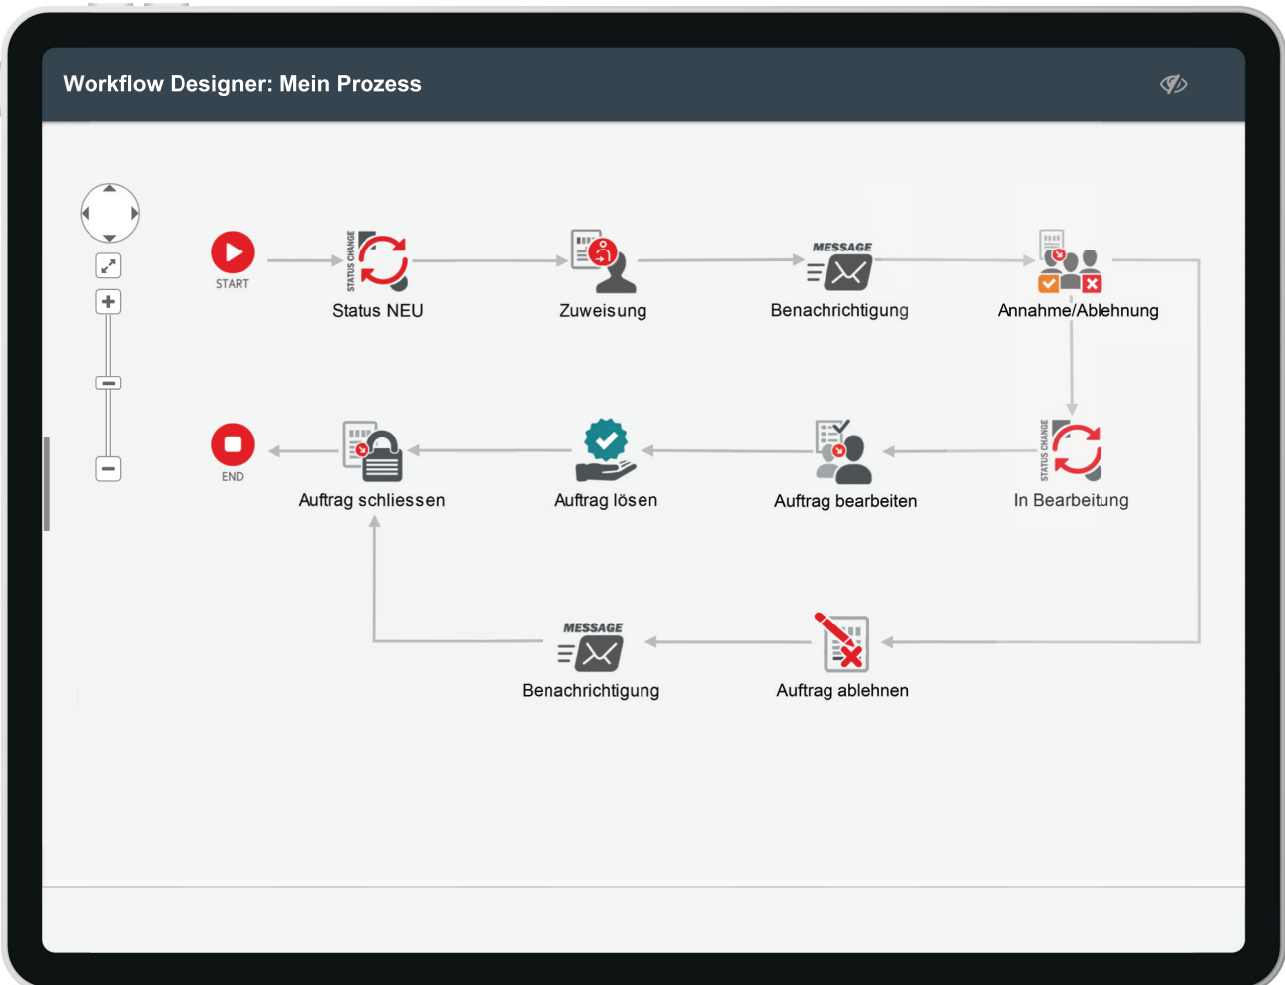 Workflow Designer: Mein Prozess
START
STATUS CHANGE
Status NEU
Zuweisung
MESSAGE
Benachrichtigung
Annahme/Ablehnung
END
Auftrag schliessen
Auftrag lösen
Auftrag bearbeiten
STATUS CHANGE
In Bearbeitung
MESSAGE
Benachrichtigung
Auftrag ablehnen